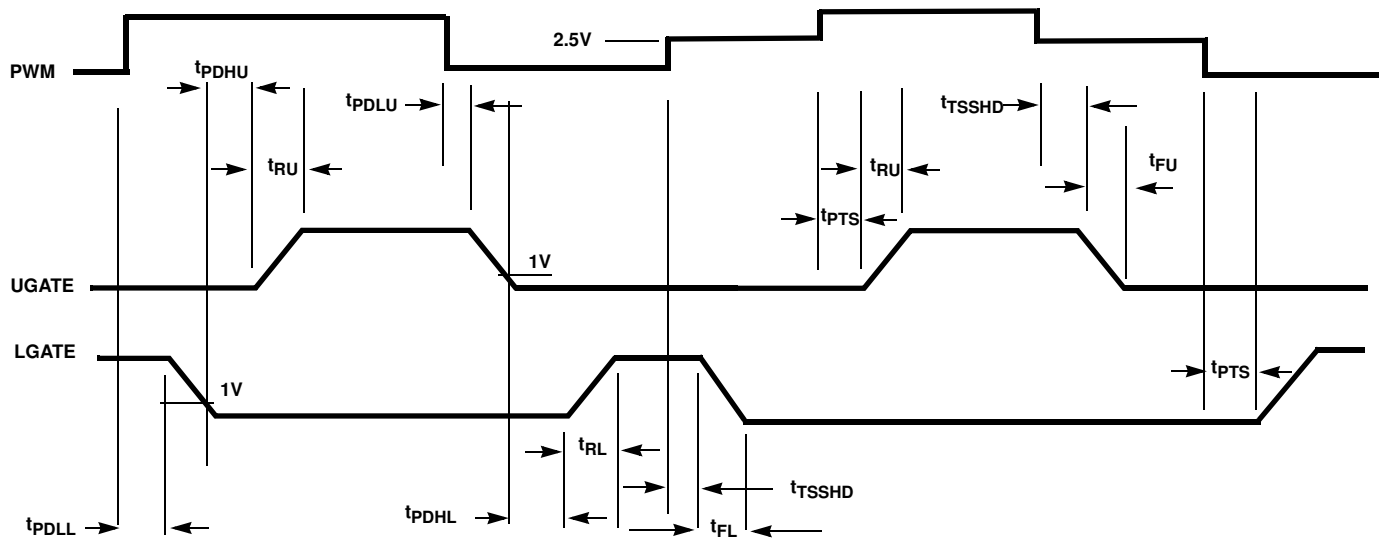 2.5V
PWM
tPDHU
tPDLU
tTSSHD
tRU
tRU
tFU
tPTS
1V
UGATE
LGATE
1V
tPTS
tRL
tTSSHD
tPDLL
tPDHL
tFL